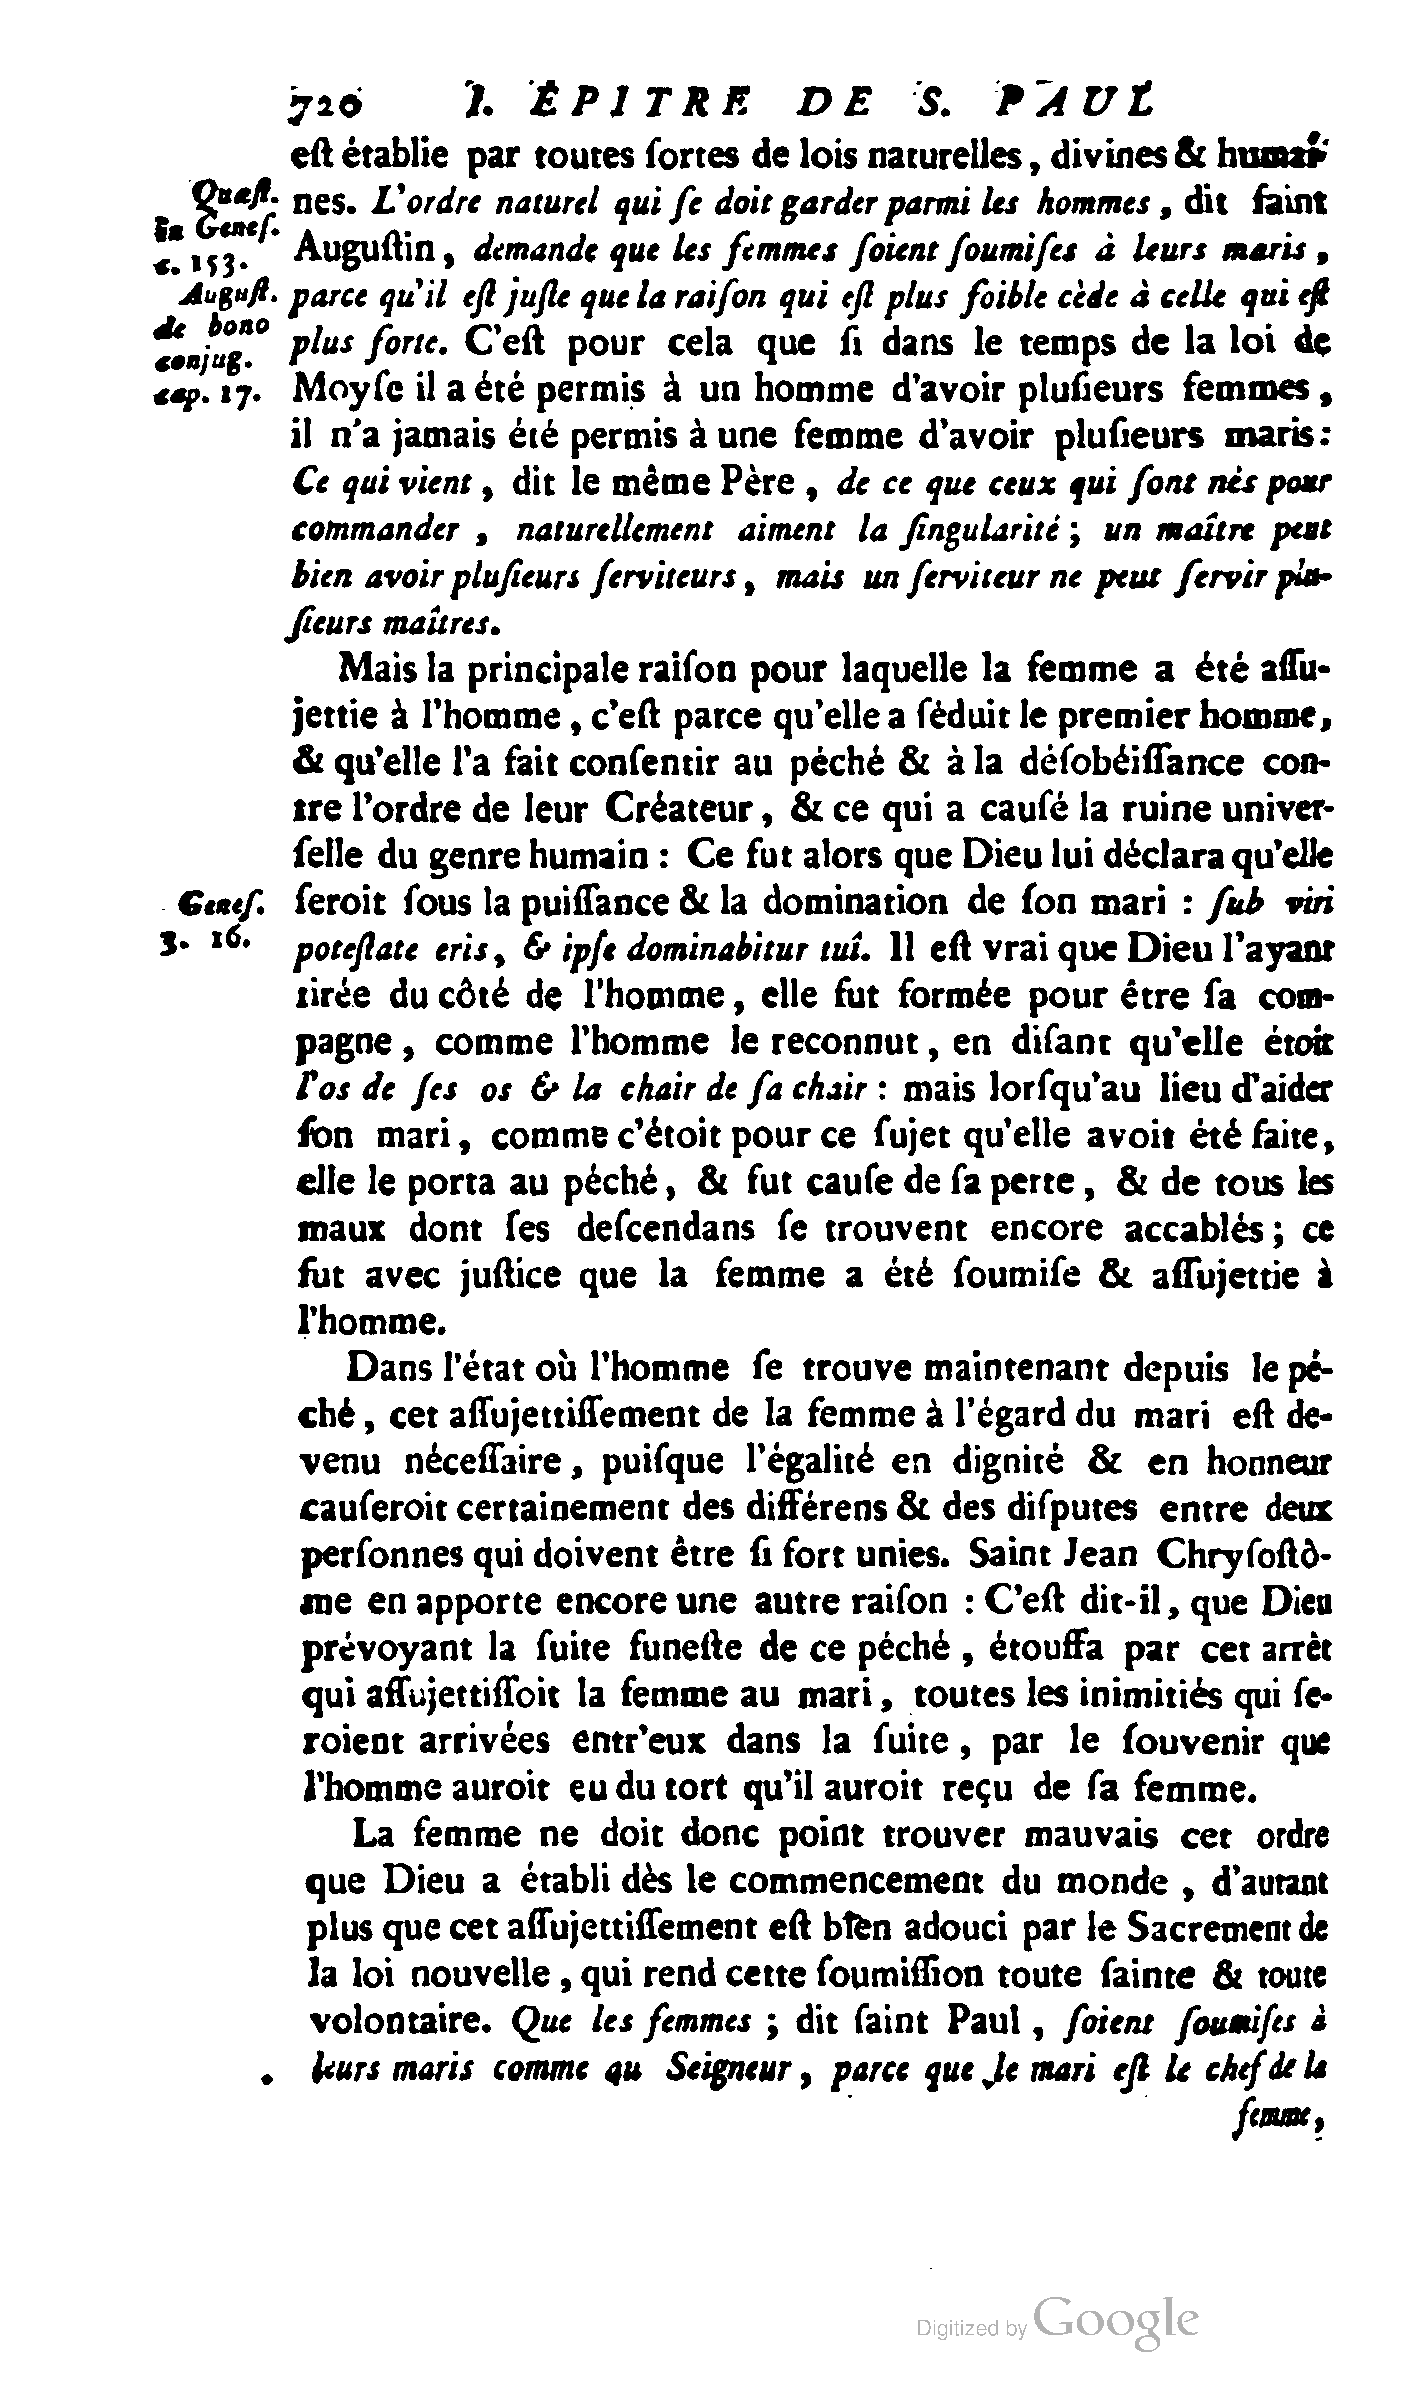 720 I. ÉPITRE DE S. PAUL
eſt établie par toutes ſortes de lois naturelles, divines & humai-
nes. L'ordre naturel qui ſe doit garder parmi les hommes, dit ſaint
Auguſtin, demande que les femmes ſoient ſoumiſes à leurs maris,
parce qu'il eſt juſte que la raiſon qui eſt plus foible cède à celle qui eſt
plus forte. C'eſt pour cela que ſi dans le temps de la loi de
Moyſe il a été permis à un homme d'avoir pluſieurs femmes,
il n'a jamais été permis à une femme d'avoir pluſieurs maris:
Ce qui vient, dit le même Père, de ce que ceux qui ſont nés pour
commander, naturellement aiment la ſingularité; un maître peut
bien avoir pluſieurs ſerviteurs, mais un ſerviteur ne peut ſervir plu-
ſieurs maîtres.
Quæſt.
in Geneſ.
c. 153.
Auguſt.
de bono
conjug.
cap. 17.
Mais la principale raiſon pour laquelle la femme a été aſſu-
jettie à l'homme, c'eſt parce qu'elle a ſéduit le premier homme,
& qu'elle l'a fait conſentir au péché & à la déſobéiſſance con-
tre l'ordre de leur Créateur, & ce qui a cauſé la ruine univer-
ſelle du genre humain : Ce fut alors que Dieu lui déclara qu'elle
ſeroit ſous la puiſſance & la domination de ſon mari : ſub viri
poteſtate eris, & ipſe dominabitur tuî. Il eſt vrai que Dieu l'ayant
tirée du côté de l'homme, elle fut formée pour être ſa com-
pagne, comme l'homme le reconnut, en diſant qu'elle étoit
l'os de ſes os & la chair de ſa chair : mais lorſqu'au lieu d'aider
ſon mari, comme c'étoit pour ce ſujet qu'elle avoit été faite,
elle le porta au péché, & fut cauſe de ſa perte, & de tous les
maux dont ſes deſcendans ſe trouvent encore accablés; ce
fut avec juſtice que la femme a été ſoumiſe & aſſujettie à
l'homme.
Geneſ.
3. 16.
Dans l'état où l'homme ſe trouve maintenant depuis le pé-
ché, cet aſſujettiſſement de la femme à l'égard du mari eſt de-
venu néceſſaire, puiſque l'égalité en dignité & en honneur
cauſeroit certainement des différens & des diſputes entre deux
perſonnes qui doivent être ſi fort unies. Saint Jean Chryſoſtô-
me en apporte encore une autre raiſon : C'eſt dit-il, que Dieu
prévoyant la ſuite funeſte de ce péché, étouffa par cet arrêt
qui aſſujettiſſoit la femme au mari, toutes les inimitiés qui ſe-
roient arrivées entr'eux dans la ſuite, par le ſouvenir que
l'homme auroit eu du tort qu'il auroit reçu de ſa femme.
La femme ne doit donc point trouver mauvais cet ordre
que Dieu a établi dès le commencement du monde, d'autant
plus que cet aſſujettiſſement eſt bien adouci par le Sacrement de
la loi nouvelle, qui rend cette ſoumiſſion toute ſainte & toute
volontaire. Que les femmes; dit ſaint Paul, ſoient ſoumiſes à
leurs maris comme au Seigneur, parce que le mari eſt le chef de la
femme,
Digitized by Google